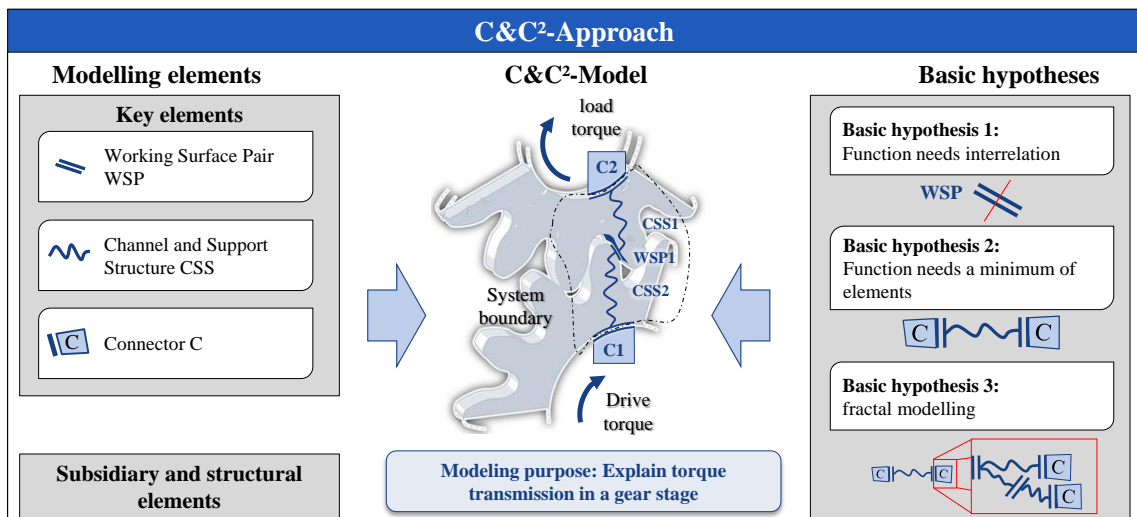 C&C²-Approach
Modelling elements
Key elements
Working Surface Pair
WSP
Channel and Support
Structure CSS
C
Connector C
Subsidiary and structural
elements
C&C²-Model
load
torque
C2
CSS1
WSP1
CSS2
System
boundary
C1
Drive
torque
Modeling purpose: Explain torque
transmission in a gear stage
Basic hypotheses
Basic hypothesis 1:
Function needs interrelation
WSP
Basic hypothesis 2:
Function needs a minimum of
elements
C C
Basic hypothesis 3:
fractal modelling
C C C
C